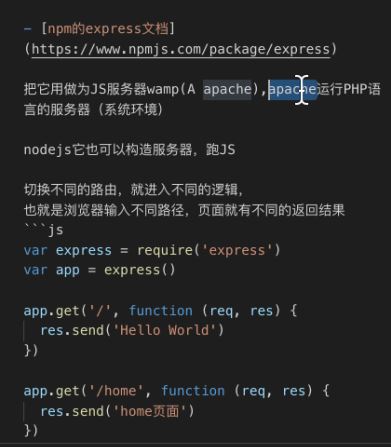 - [npm的express文档]
(https://www.npmjs.com/package/express)
把它用做为JS服务器wamp(A apache),apache运行PHP语
言的服务器（系统环境）
nodejs它也可以构造服务器，跑JS
切换不同的路由，就进入不同的逻辑，
也就是浏览器输入不同路径，页面就有不同的返回结果
```js
var express = require('express')
var app = express()
app.get('/', function (req, res) {
  res.send('Hello World')
})
app.get('/home', function (req, res) {
  res.send('home页面')
})